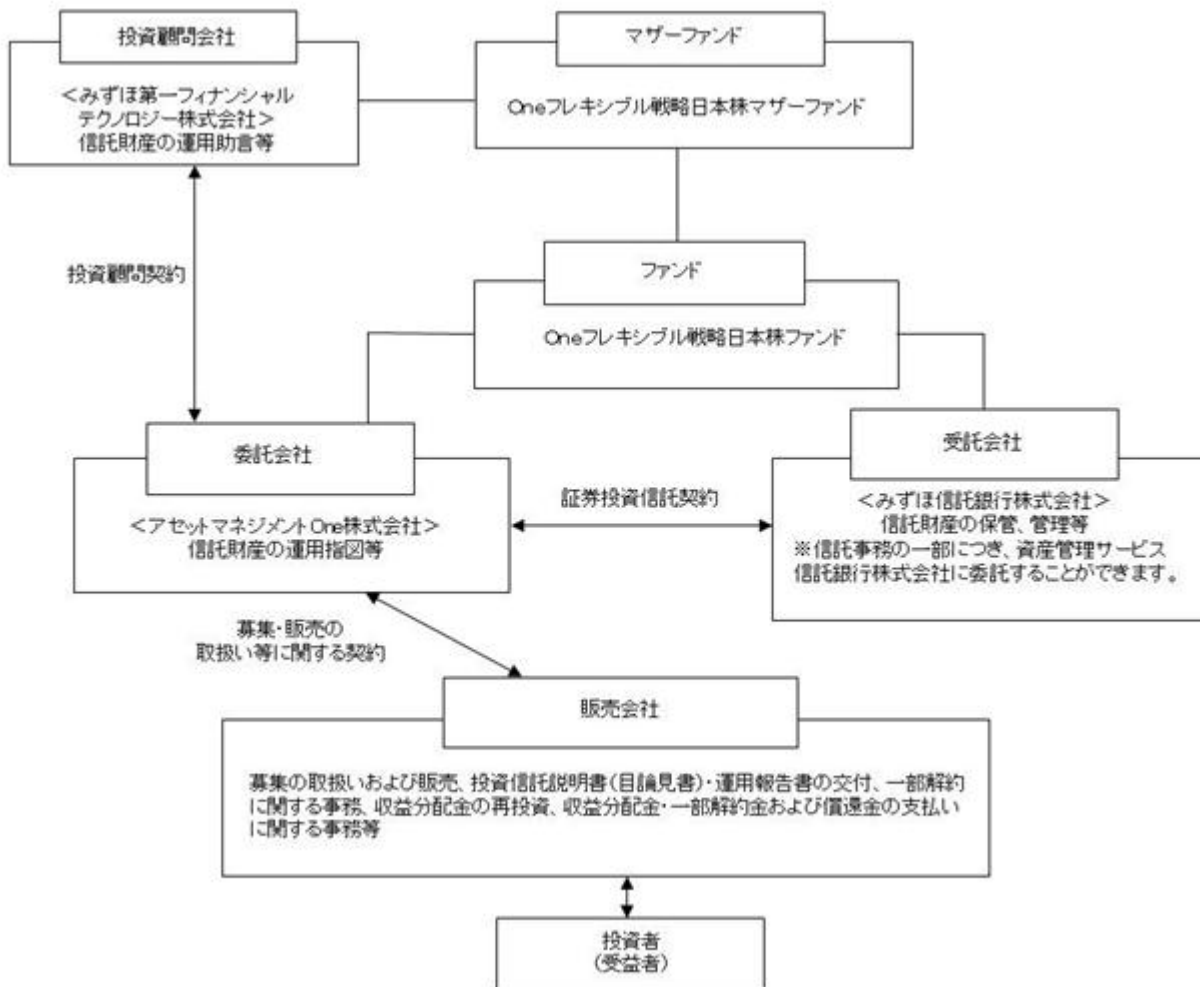 投資顧問会社
<みずほ第一フィナンシャル
テクノロジー株式会社>
信託財産の運用助言等
マザーファンド
Oneフレキシブル戦略日本株マザーファンド
投資顧問契約
ファンド
Oneフレキシブル戦略日本株ファンド
委託会社
<アセットマネジメントOne株式会社>
信託財産の運用指図等
証券投資信託契約
受託会社
<みずほ信託銀行株式会社>
信託財産の保管、管理等
※信託事務の一部につき、資産管理サービス
信託銀行株式会社に委託することができます。
募集・販売の
取扱い等に関する契約
販売会社
募集の取扱いおよび販売、投資信託説明書(目論見書)・運用報告書の交付、一部解約
に関する事務、収益分配金の再投資、収益分配金・一部解約金および償還金の支払い
に関する事務等
投資者
(受益者)